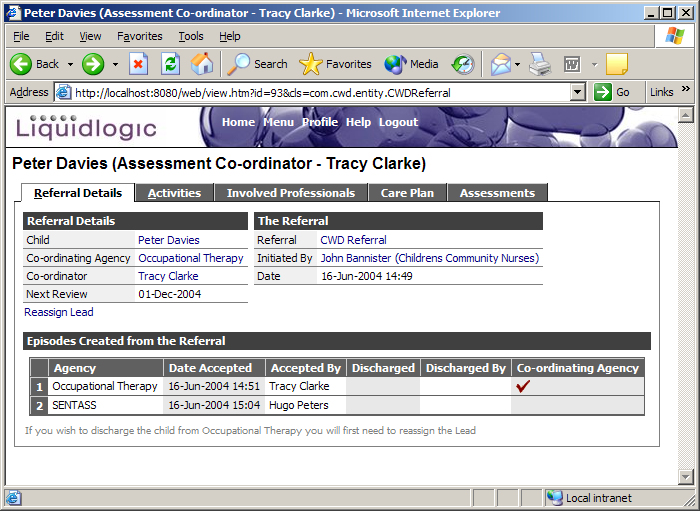 Peter Davies (Assessment Co-ordinator - Tracy Clarke) - Microsoft Internet Explorer
File Edit View Favorites Tools Help
Back Search Favorites Media
Address http://localhost:8080/web/view.htm?id=93&cls=com.cwd.entity.CWDReferral Go Links »
Liquidlogic Home Menu Profile Help Logout
Peter Davies (Assessment Co-ordinator - Tracy Clarke)
Referral Details Activities Involved Professionals Care Plan Assessments
Referral Details The Referral
Child Peter Davies Referral CWD Referral
Co-ordinating Agency Occupational Therapy Initiated By John Bannister (Childrens Community Nurses)
Co-ordinator Tracy Clarke Date 16-Jun-2004 14:49
Next Review 01-Dec-2004
Reassign Lead
Episodes Created from the Referral
Agency Date Accepted Accepted By Discharged Discharged By Co-ordinating Agency
1 Occupational Therapy 16-Jun-2004 14:51 Tracy Clarke
2 SENTASS 16-Jun-2004 15:04 Hugo Peters
If you wish to discharge the child from Occupational Therapy you will first need to reassign the Lead
Local intranet